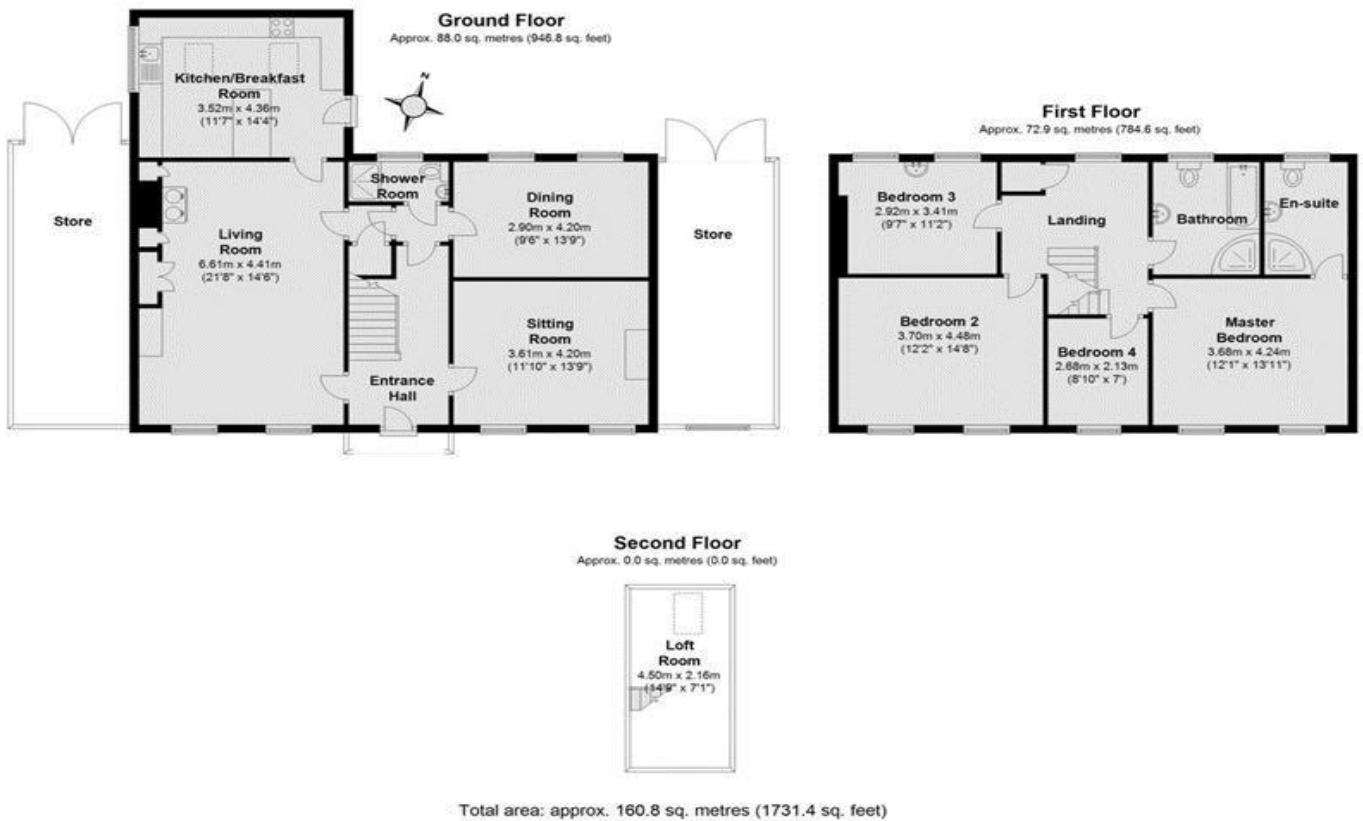 Ground Floor
Approx. 88.0 sq. metres (946.8 sq. feet)
N
Kitchen/Breakfast
Room
3.52m x 4.36m
(11'7" x 14'4")
Store
Living
Room
6.61m x 4.41m
(21'8" x 14'6")
Shower
Room
Dining
Room
2.90m x 4.20m
(9'6" x 13'9")
Sitting
Room
3.61m x 4.20m
(11'10" x 13'9")
Entrance
Hall
Store
First Floor
Approx. 72.9 sq. metres (784.6 sq. feet)
Bedroom 3
2.92m x 3.41m
(9'7" x 11'2")
Landing
Bathroom
En-suite
Bedroom 2
3.70m x 4.48m
(12'2" x 14'8")
Bedroom 4
2.68m x 2.13m
(8'10" x 7')
Master
Bedroom
3.68m x 4.24m
(12'1" x 13'11")
Second Floor
Approx. 0.0 sq. metres (0.0 sq. feet)
Loft
Room
4.50m x 2.16m
(14'9" x 7'1")
Total area: approx. 160.8 sq. metres (1731.4 sq. feet)